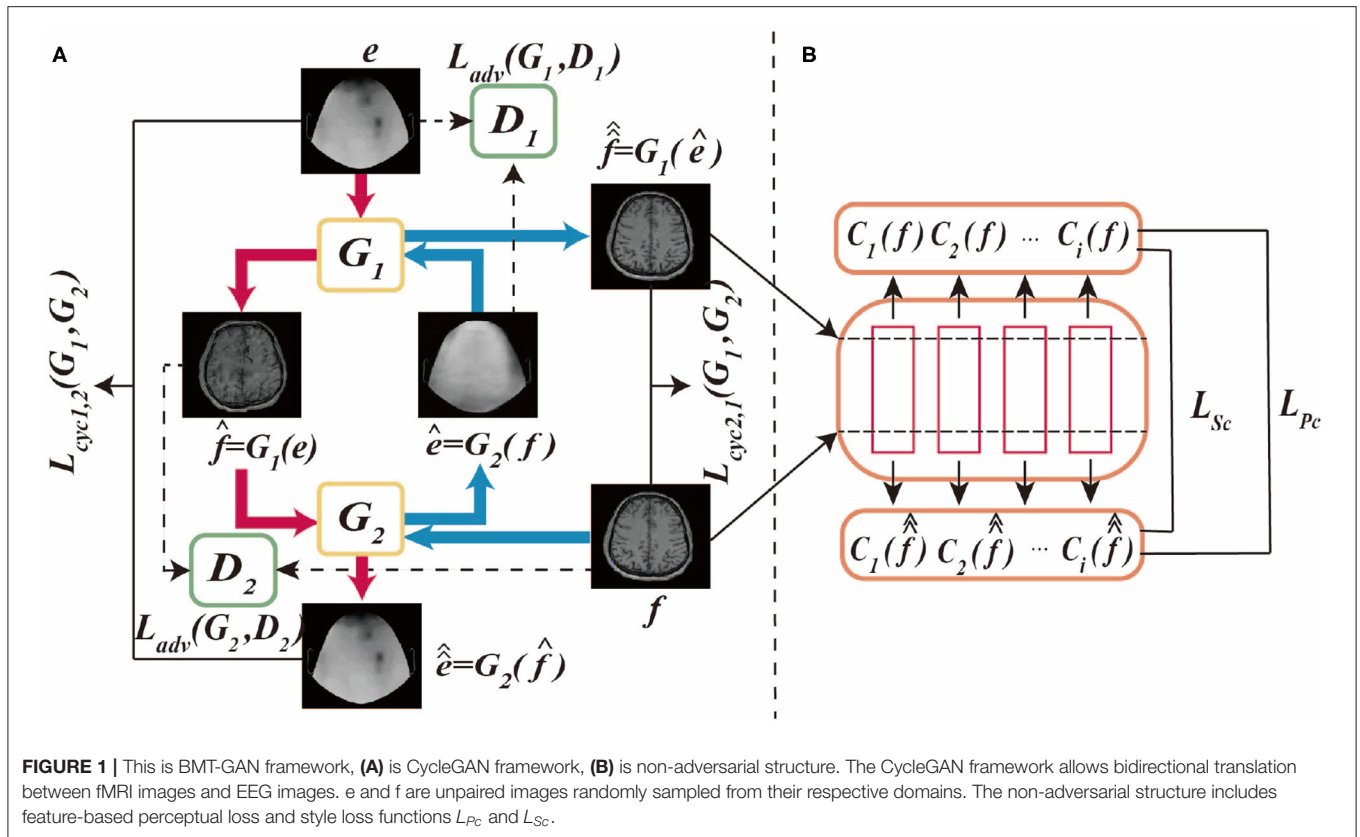 A
B
e
L_adv(G_1,D_1)
D_1
f̂̂=G_1(ê)
G_1
C_1(f) C_2(f) ... C_i(f)
L_cyc1,2(G_1,G_2)
L_cyc2,1(G_1,G_2)
L_Sc
L_Pc
f̂=G_1(e)
ê=G_2(f)
G_2
C_1(f̂̂) C_2(f̂̂) ... C_i(f̂̂)
D_2
f
L_adv(G_2,D_2)
ê̂=G_2(f̂)
FIGURE 1 | This is BMT-GAN framework, (A) is CycleGAN framework, (B) is non-adversarial structure. The CycleGAN framework allows bidirectional translation
between fMRI images and EEG images. e and f are unpaired images randomly sampled from their respective domains. The non-adversarial structure includes
feature-based perceptual loss and style loss functions L_Pc and L_Sc.